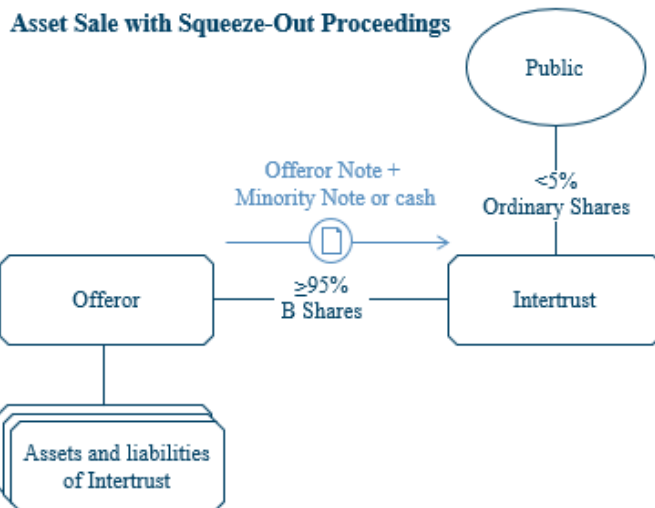 Asset Sale with Squeeze-Out Proceedings
Public
Offeror Note +
Minority Note or cash
<5%
Ordinary Shares
Offeror
≥95%
B Shares
Intertrust
Assets and liabilities
of Intertrust